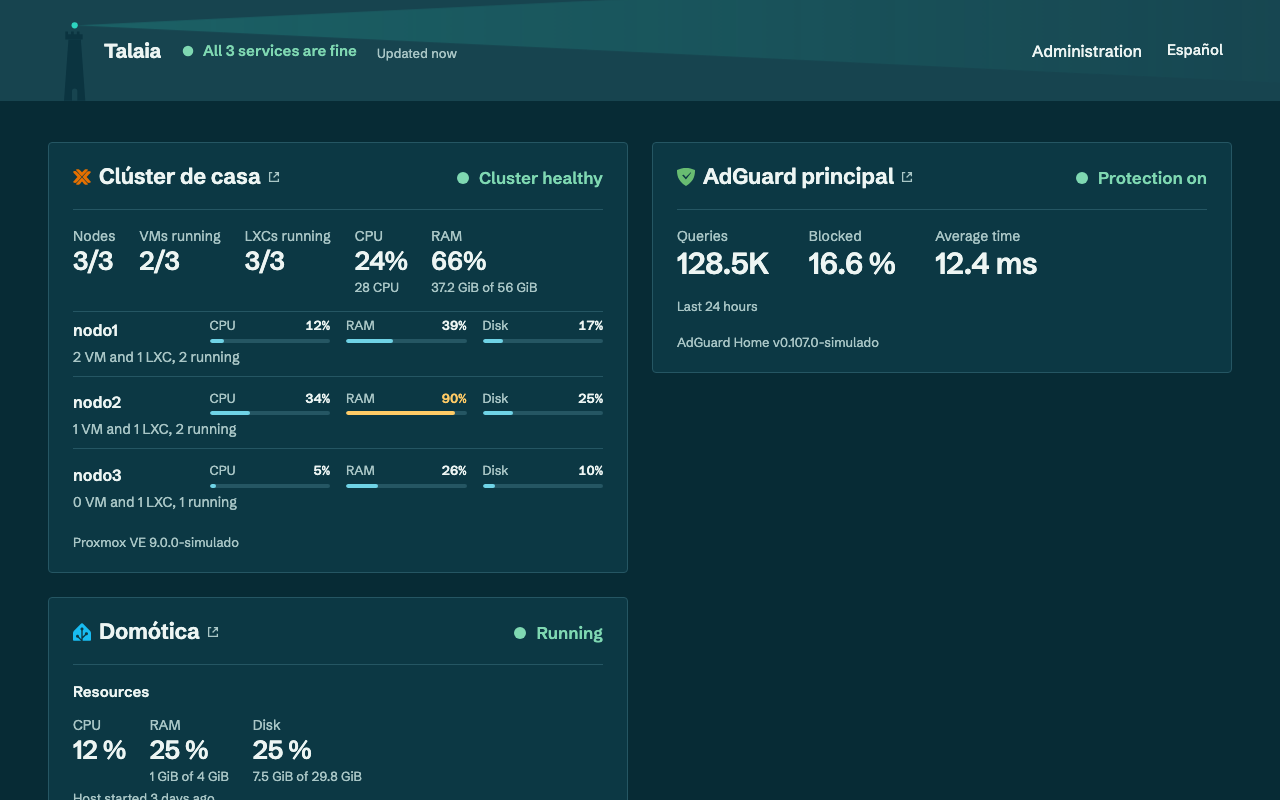 Talaia
All 3 services are fine
Updated now
Administration
Español
Clúster de casa
Cluster healthy
Nodes VMs running LXCs running CPU RAM
3/3 2/3 3/3 24% 66%
28 CPU 37.2 GiB of 56 GiB
nodo1 CPU 12% RAM 39% Disk 17%
2 VM and 1 LXC, 2 running
nodo2 CPU 34% RAM 90% Disk 25%
1 VM and 1 LXC, 2 running
nodo3 CPU 5% RAM 26% Disk 10%
0 VM and 1 LXC, 1 running
Proxmox VE 9.0.0-simulado
AdGuard principal
Protection on
Queries Blocked Average time
128.5K 16.6 % 12.4 ms
Last 24 hours
AdGuard Home v0.107.0-simulado
Domótica
Running
Resources
CPU RAM Disk
12 % 25 % 25 %
1 GiB of 4 GiB 7.5 GiB of 29.8 GiB
Host started 3 days ago